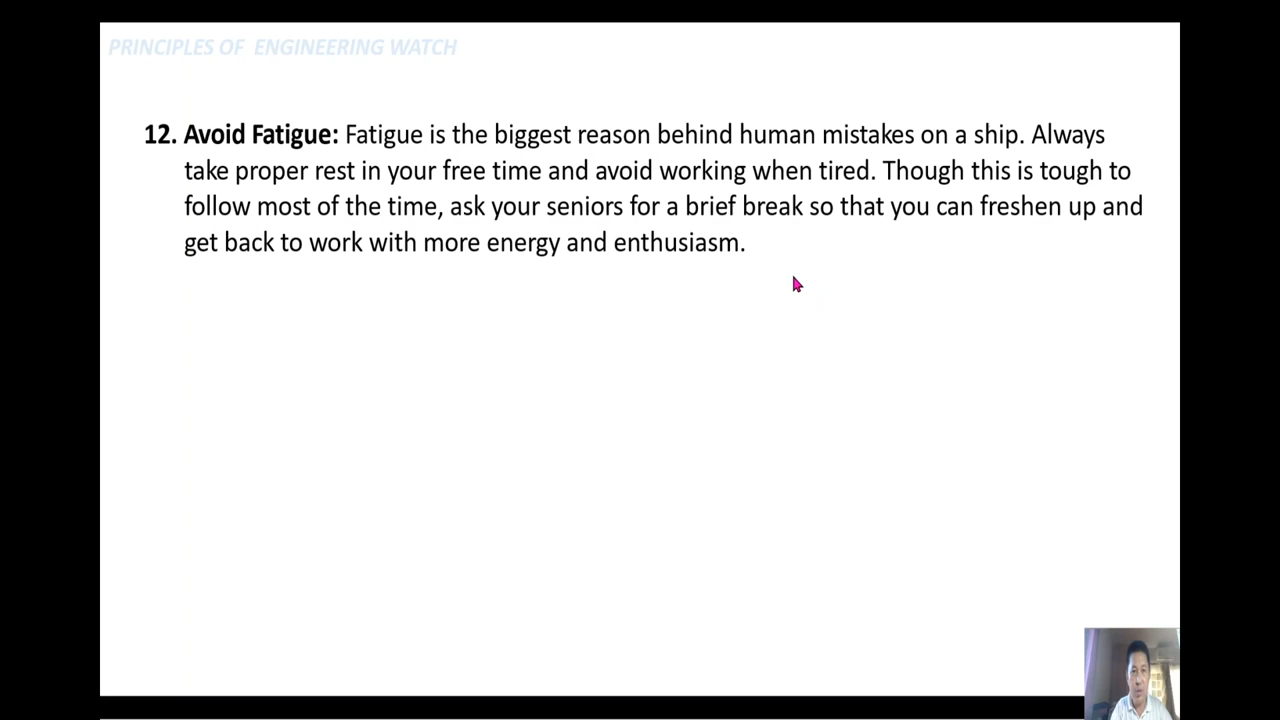 PRINCIPLES OF ENGINEERING WATCH
12. Avoid Fatigue: Fatigue is the biggest reason behind human mistakes on a ship. Always
take proper rest in your free time and avoid working when tired. Though this is tough to
follow most of the time, ask your seniors for a brief break so that you can freshen up and
get back to work with more energy and enthusiasm.